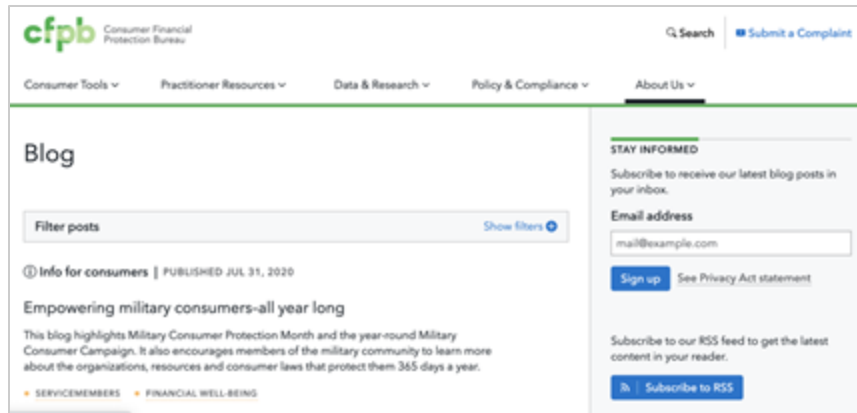 cfpb Consumer Financial
Protection Bureau
Search
Submit a Complaint
Consumer Tools
Practitioner Resources
Data & Research
Policy & Compliance
About Us
Blog
Filter posts
Show filters
Info for consumers | PUBLISHED JUL 31, 2020
Empowering military consumers–all year long
This blog highlights Military Consumer Protection Month and the year-round Military
Consumer Campaign. It also encourages members of the military community to learn more
about the organizations, resources and consumer laws that protect them 365 days a year.
SERVICEMEMBERS
FINANCIAL WELL-BEING
STAY INFORMED
Subscribe to receive our latest blog posts in
your inbox.
Email address
mail@example.com
Sign up
See Privacy Act statement
Subscribe to our RSS feed to get the latest
content in your reader.
Subscribe to RSS